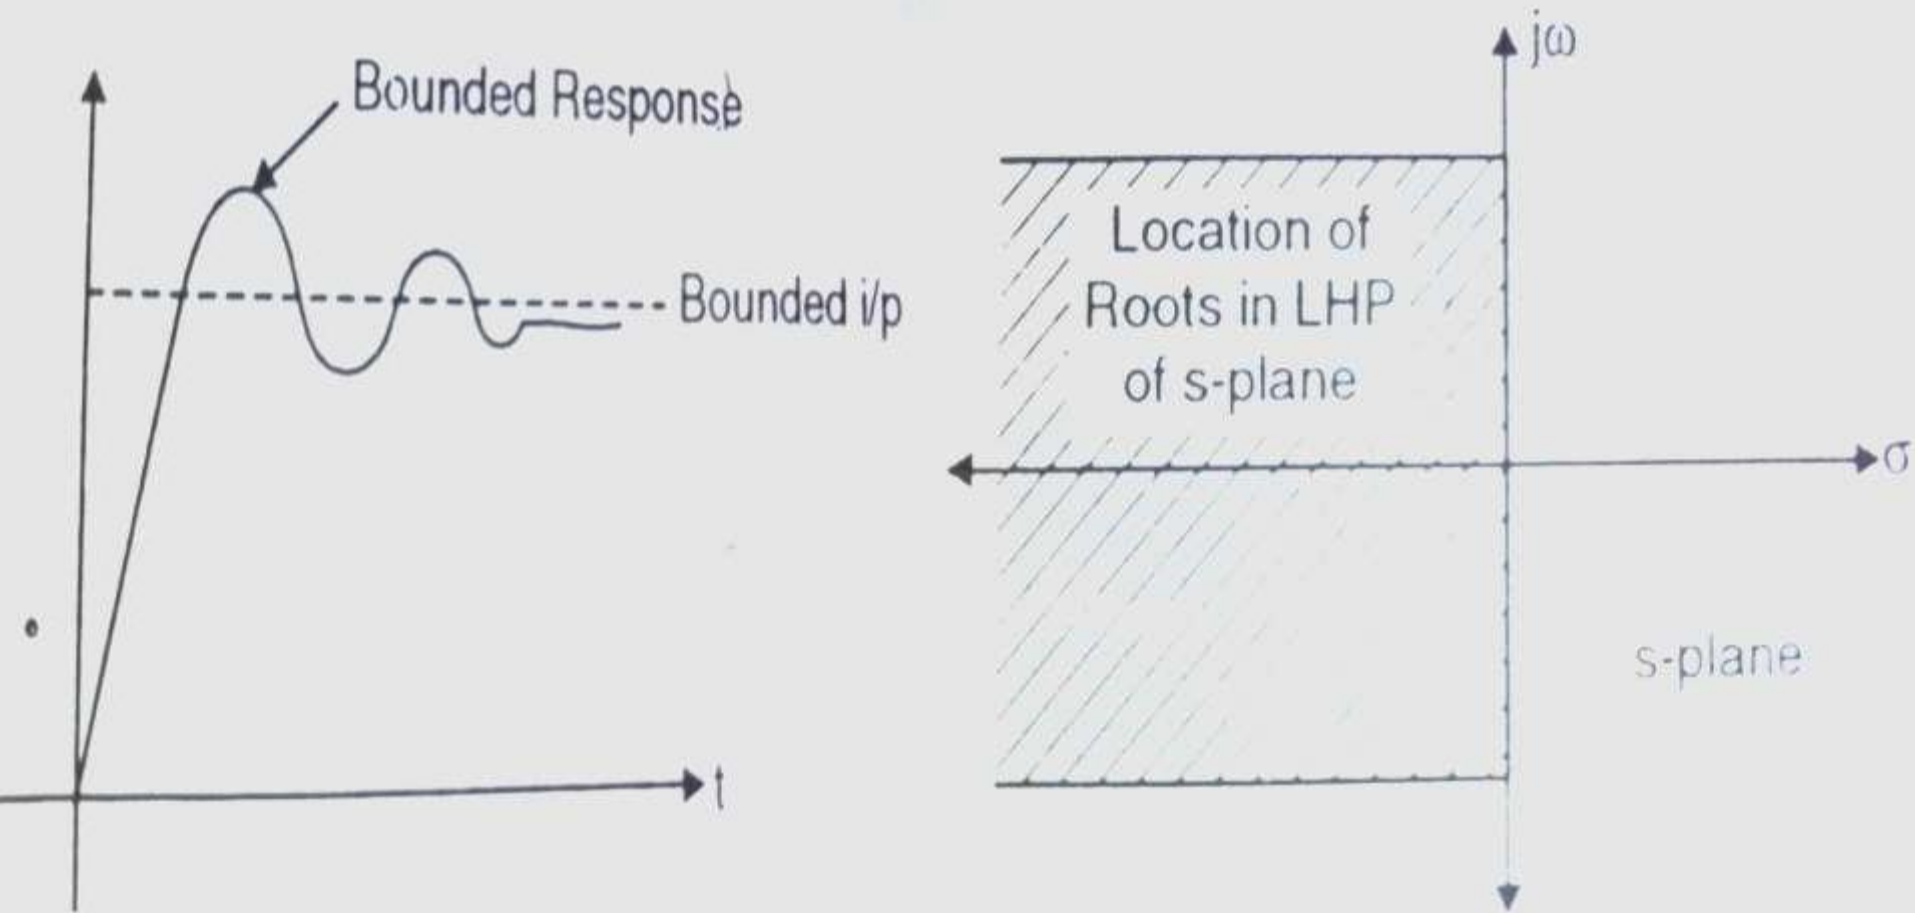 Bounded Response
Bounded i/p
t
jω
Location of
Roots in LHP
of s-plane
σ
s-plane